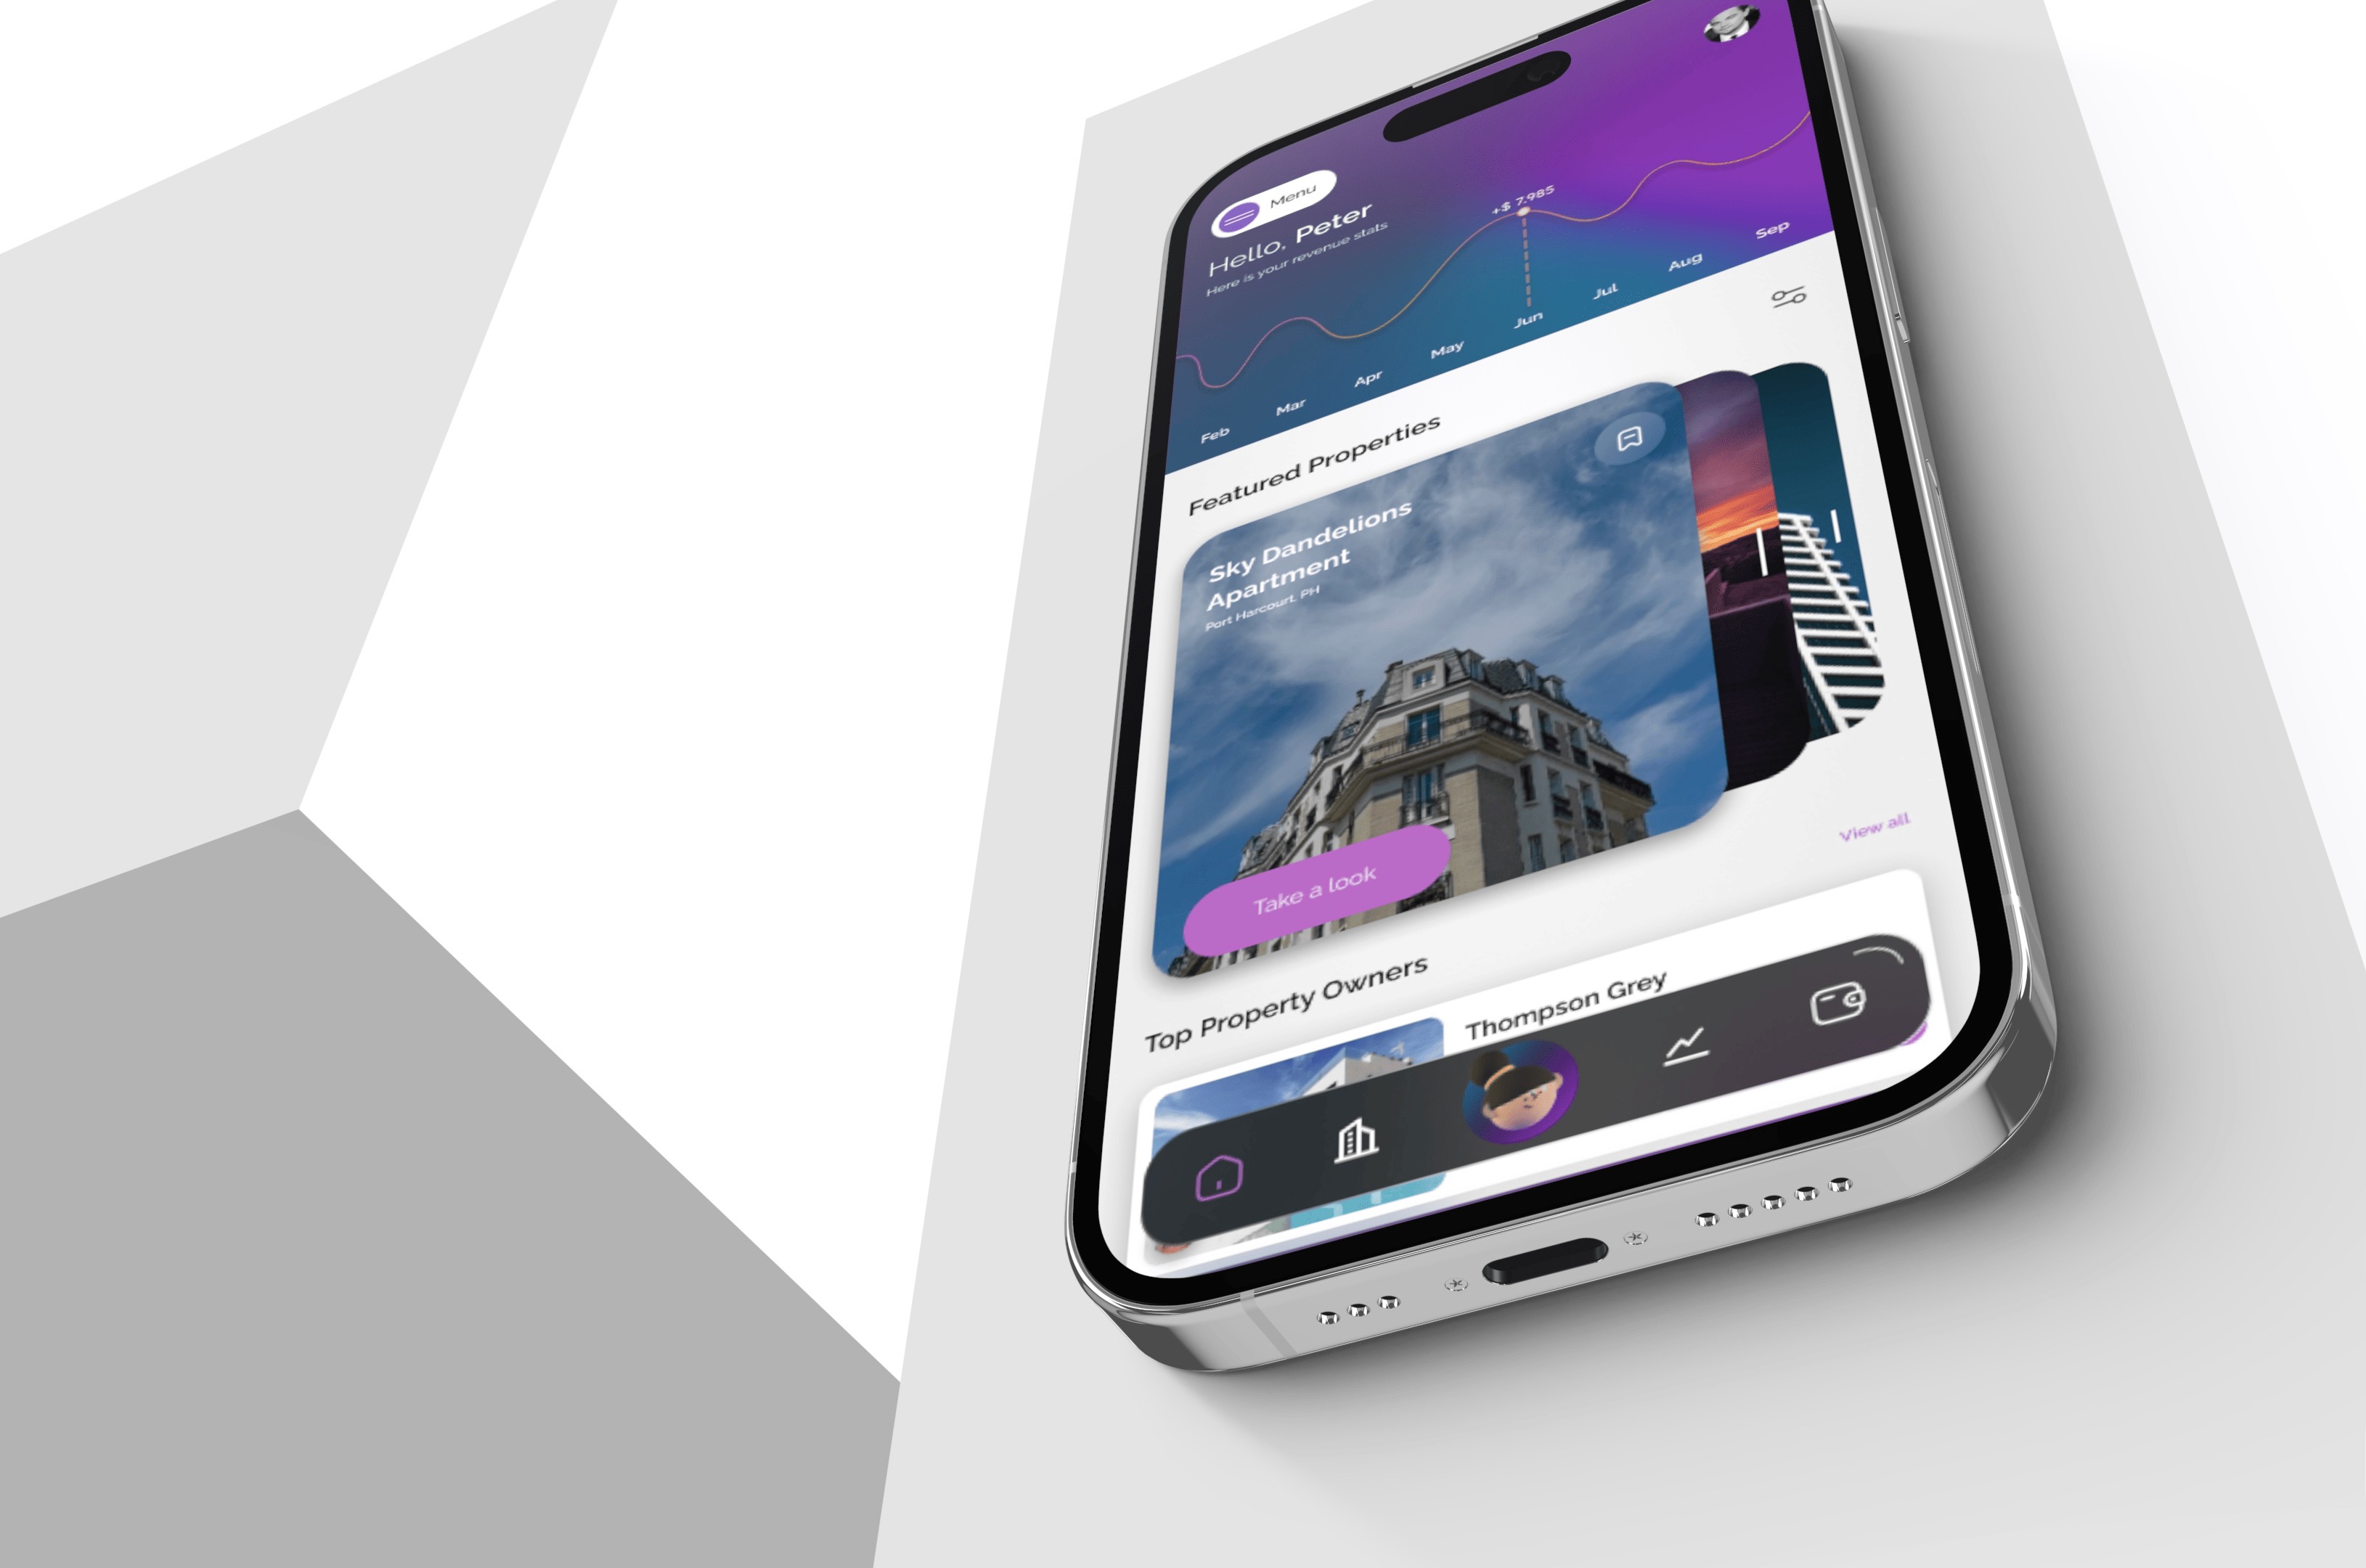 Menu
Hello, Peter
Here is your revenue stats
+$ 7.985
Feb
Mar
Apr
May
Jun
Jul
Aug
Sep
Featured Properties
Sky Dandelions
Apartment
Port Harcourt, PH
Take a look
View all
Top Property Owners
Thompson Grey